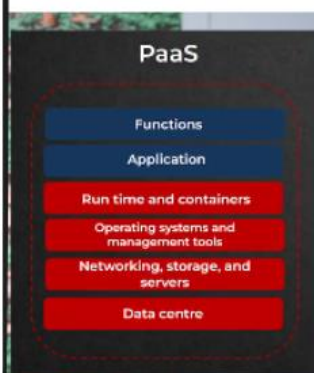 PaaS
Functions
Application
Run time and containers
Operating systems and
management tools
Networking, storage, and
servers
Data centre